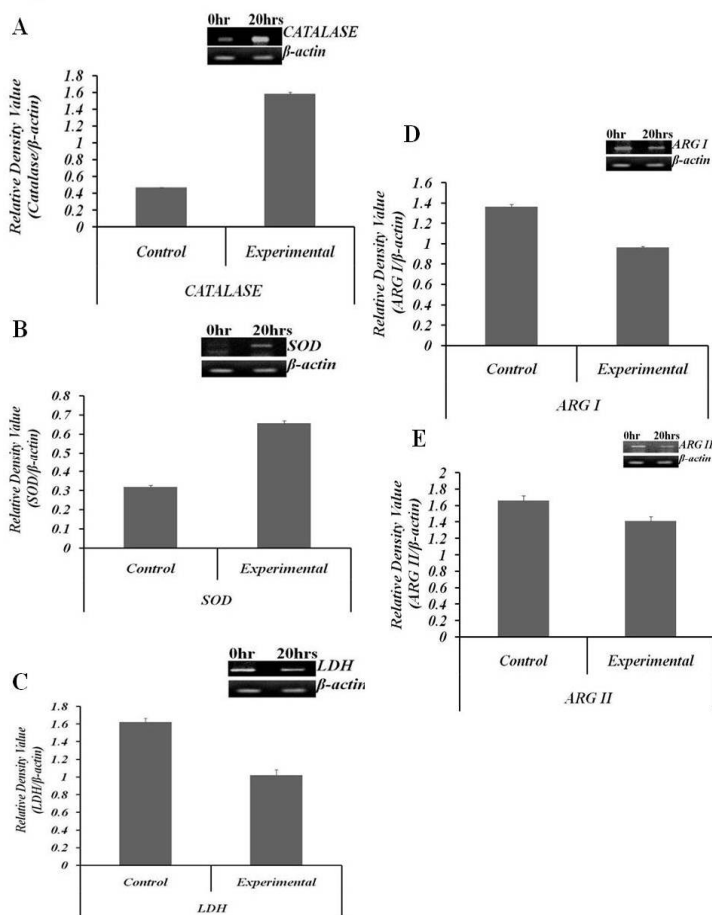 A
0hr 20hrs
CATALASE
β-actin
Relative Density Value
(Catalase/β-actin)
1.8
1.6
1.4
1.2
1
0.8
0.6
0.4
0.2
0
Control Experimental
CATALASE
B
0hr 20hrs
SOD
β-actin
Relative Density Value
(SOD/β-actin)
0.8
0.7
0.6
0.5
0.4
0.3
0.2
0.1
0
Control Experimental
SOD
C
0hr 20hrs
LDH
β-actin
Relative Density Value
(LDH/β-actin)
1.8
1.6
1.4
1.2
1
0.8
0.6
0.4
0.2
0
Control Experimental
LDH
D
0hr 20hrs
ARG I
β-actin
Relative Density Value
(ARG I/β-actin)
1.6
1.4
1.2
1
0.8
0.6
0.4
0.2
0
Control Experimental
ARG I
E
0hr 20hrs
ARG II
β-actin
Relative Density Value
(ARG II/β-actin)
2
1.8
1.6
1.4
1.2
1
0.8
0.6
0.4
0.2
0
Control Experimental
ARG II